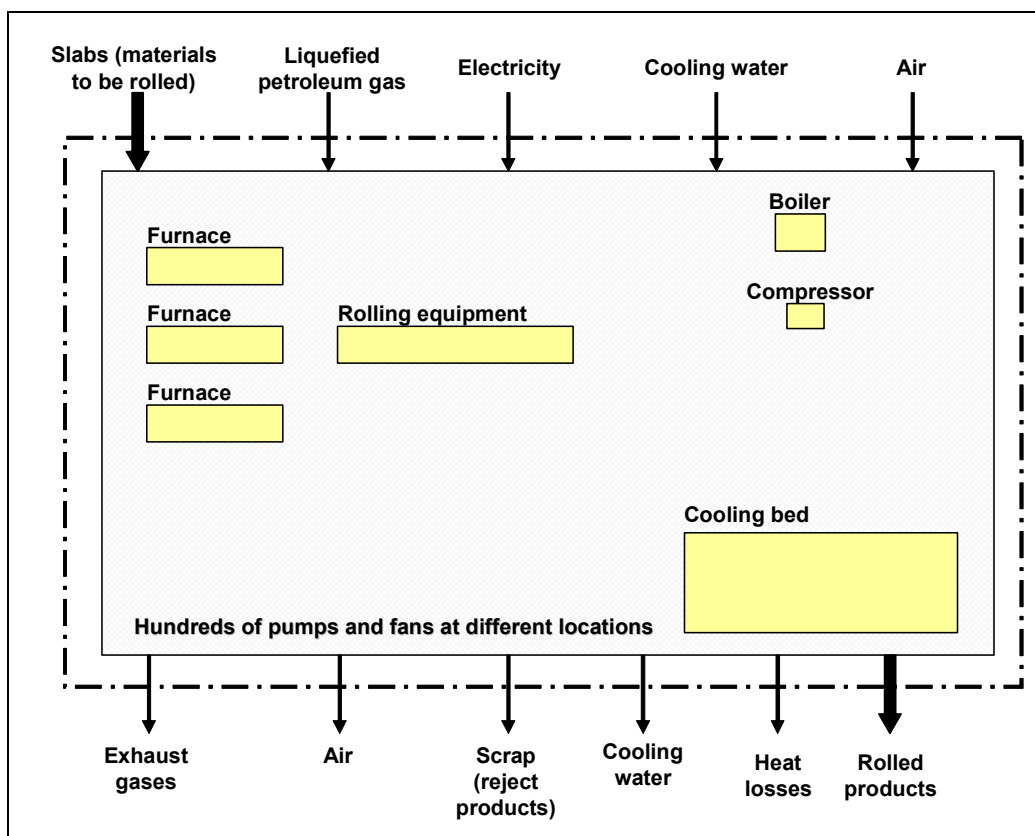 Slabs (materials
to be rolled)
Liquefied
petroleum gas
Electricity
Cooling water
Air
Boiler
Furnace
Compressor
Furnace
Rolling equipment
Furnace
Cooling bed
Hundreds of pumps and fans at different locations
Exhaust
gases
Air
Scrap
(reject
products)
Cooling
water
Heat
losses
Rolled
products